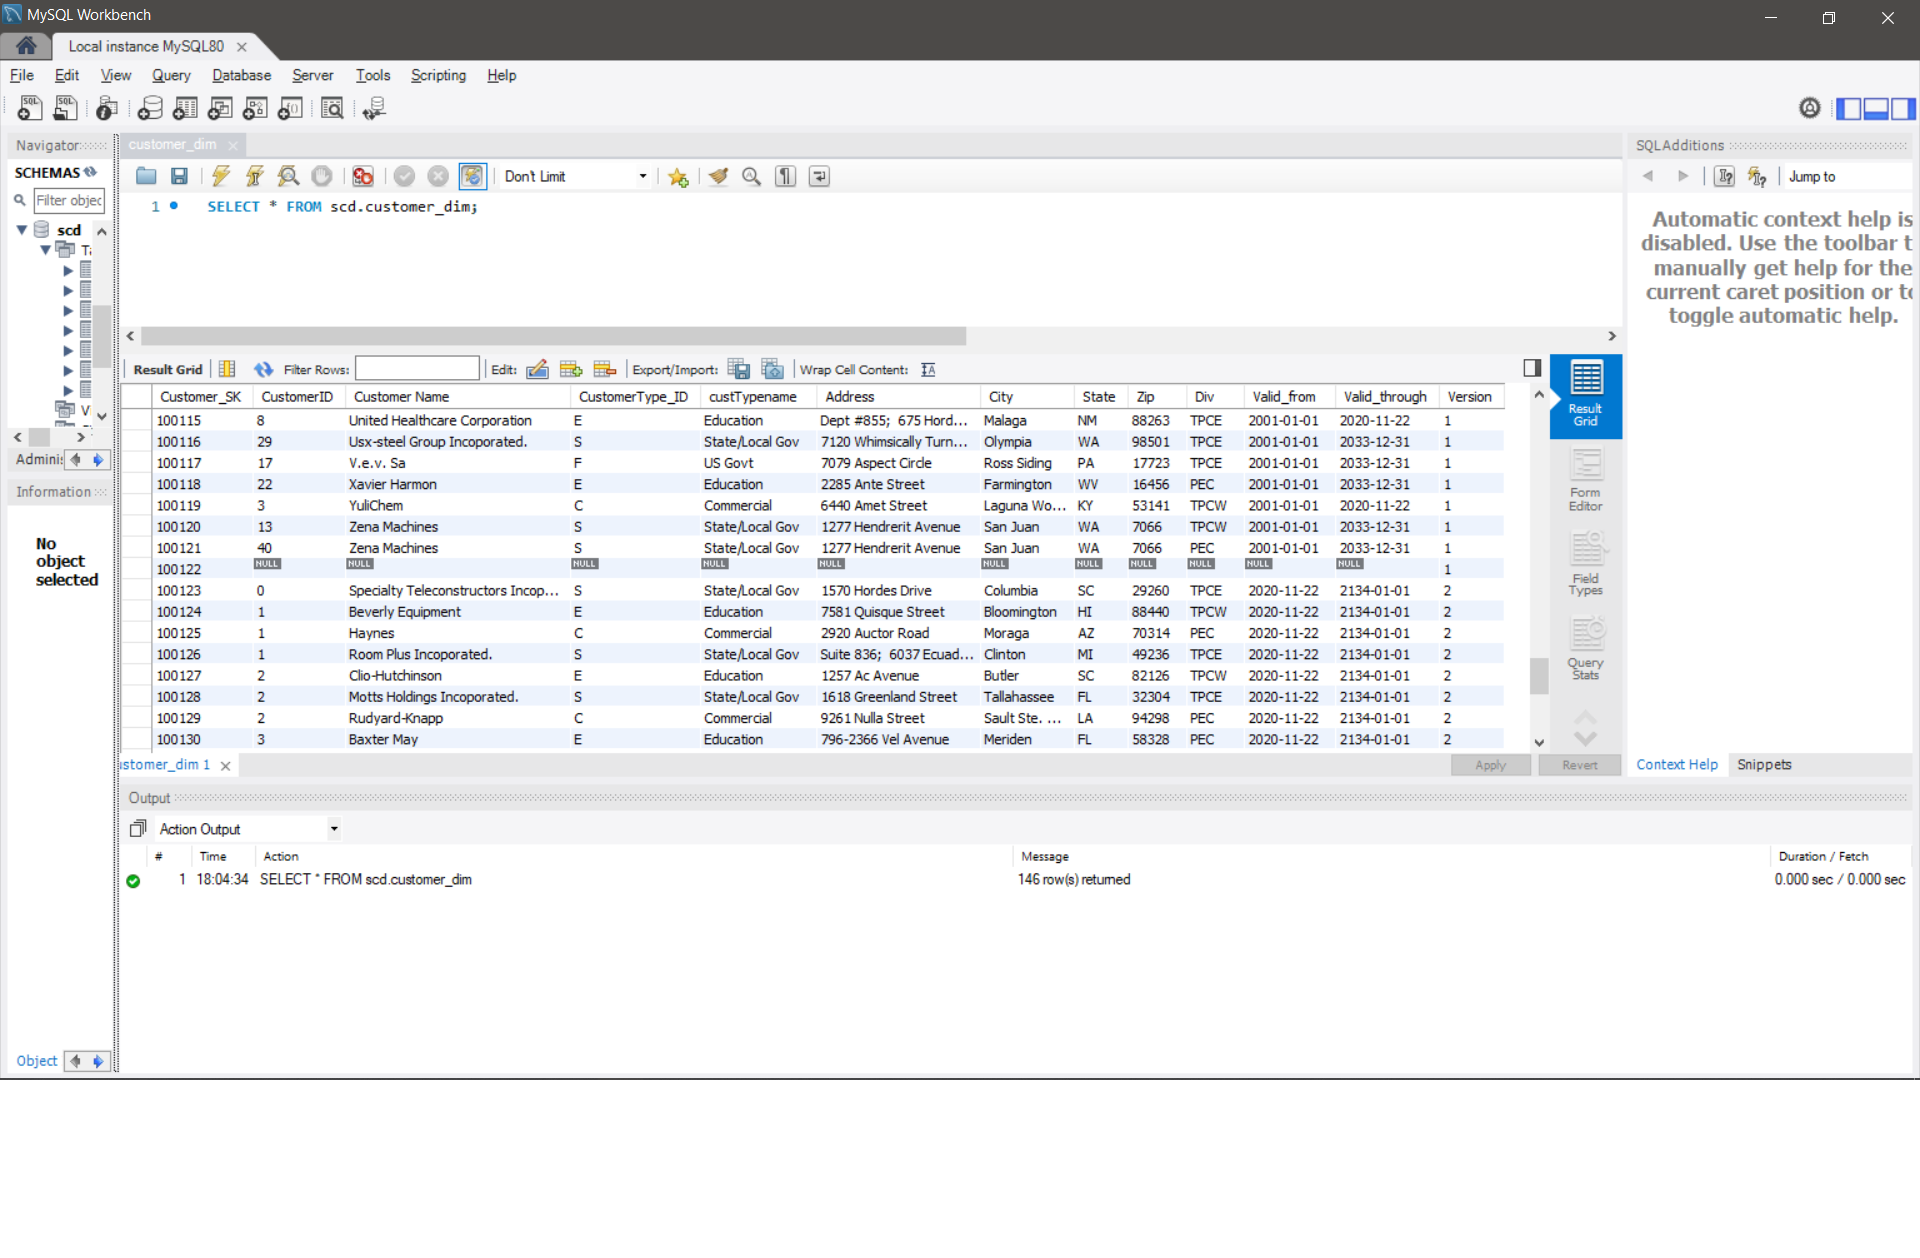 MySQL Workbench
Local instance MySQL80
File Edit View Query Database Server Tools Scripting Help
Navigator
SCHEMAS
Filter objec
scd
Ta
Admini
Information
No
object
selected
Object
customer_dim
Don't Limit
1 SELECT * FROM scd.customer_dim;
Result Grid Filter Rows: Edit: Export/Import: Wrap Cell Content:
Customer_SK CustomerID Customer Name CustomerType_ID custTypename Address City State Zip Div Valid_from Valid_through Version
100115 8 United Healthcare Corporation E Education Dept #855; 675 Hord... Malaga NM 88263 TPCE 2001-01-01 2020-11-22 1
100116 29 Usx-steel Group Incoporated. S State/Local Gov 7120 Whimsically Turn... Olympia WA 98501 TPCE 2001-01-01 2033-12-31 1
100117 17 V.e.v. Sa F US Govt 7079 Aspect Circle Ross Siding PA 17723 TPCE 2001-01-01 2033-12-31 1
100118 22 Xavier Harmon E Education 2285 Ante Street Farmington WV 16456 PEC 2001-01-01 2033-12-31 1
100119 3 YuliChem C Commercial 6440 Amet Street Laguna Wo... KY 53141 TPCW 2001-01-01 2020-11-22 1
100120 13 Zena Machines S State/Local Gov 1277 Hendrerit Avenue San Juan WA 7066 TPCW 2001-01-01 2033-12-31 1
100121 40 Zena Machines S State/Local Gov 1277 Hendrerit Avenue San Juan WA 7066 PEC 2001-01-01 2033-12-31 1
100122 NULL NULL NULL NULL NULL NULL NULL NULL NULL NULL NULL 1
100123 0 Specialty Teleconstructors Incop... S State/Local Gov 1570 Hordes Drive Columbia SC 29260 TPCE 2020-11-22 2134-01-01 2
100124 1 Beverly Equipment E Education 7581 Quisque Street Bloomington HI 88440 TPCW 2020-11-22 2134-01-01 2
100125 1 Haynes C Commercial 2920 Auctor Road Moraga AZ 70314 PEC 2020-11-22 2134-01-01 2
100126 1 Room Plus Incoporated. S State/Local Gov Suite 836; 6037 Ecuad... Clinton MI 49236 TPCE 2020-11-22 2134-01-01 2
100127 2 Clio-Hutchinson E Education 1257 Ac Avenue Butler SC 82126 TPCW 2020-11-22 2134-01-01 2
100128 2 Motts Holdings Incoporated. S State/Local Gov 1618 Greenland Street Tallahassee FL 32304 TPCE 2020-11-22 2134-01-01 2
100129 2 Rudyard-Knapp C Commercial 9261 Nulla Street Sault Ste. ... LA 94298 PEC 2020-11-22 2134-01-01 2
100130 3 Baxter May E Education 796-2366 Vel Avenue Meriden FL 58328 PEC 2020-11-22 2134-01-01 2
stomer_dim 1
Apply Revert
Result
Grid
Form
Editor
Field
Types
Query
Stats
SQLAdditions
Jump to
Automatic context help is
disabled. Use the toolbar t
manually get help for the
current caret position or to
toggle automatic help.
Context Help Snippets
Output
Action Output
# Time Action Message Duration / Fetch
1 18:04:34 SELECT * FROM scd.customer_dim 146 row(s) returned 0.000 sec / 0.000 sec